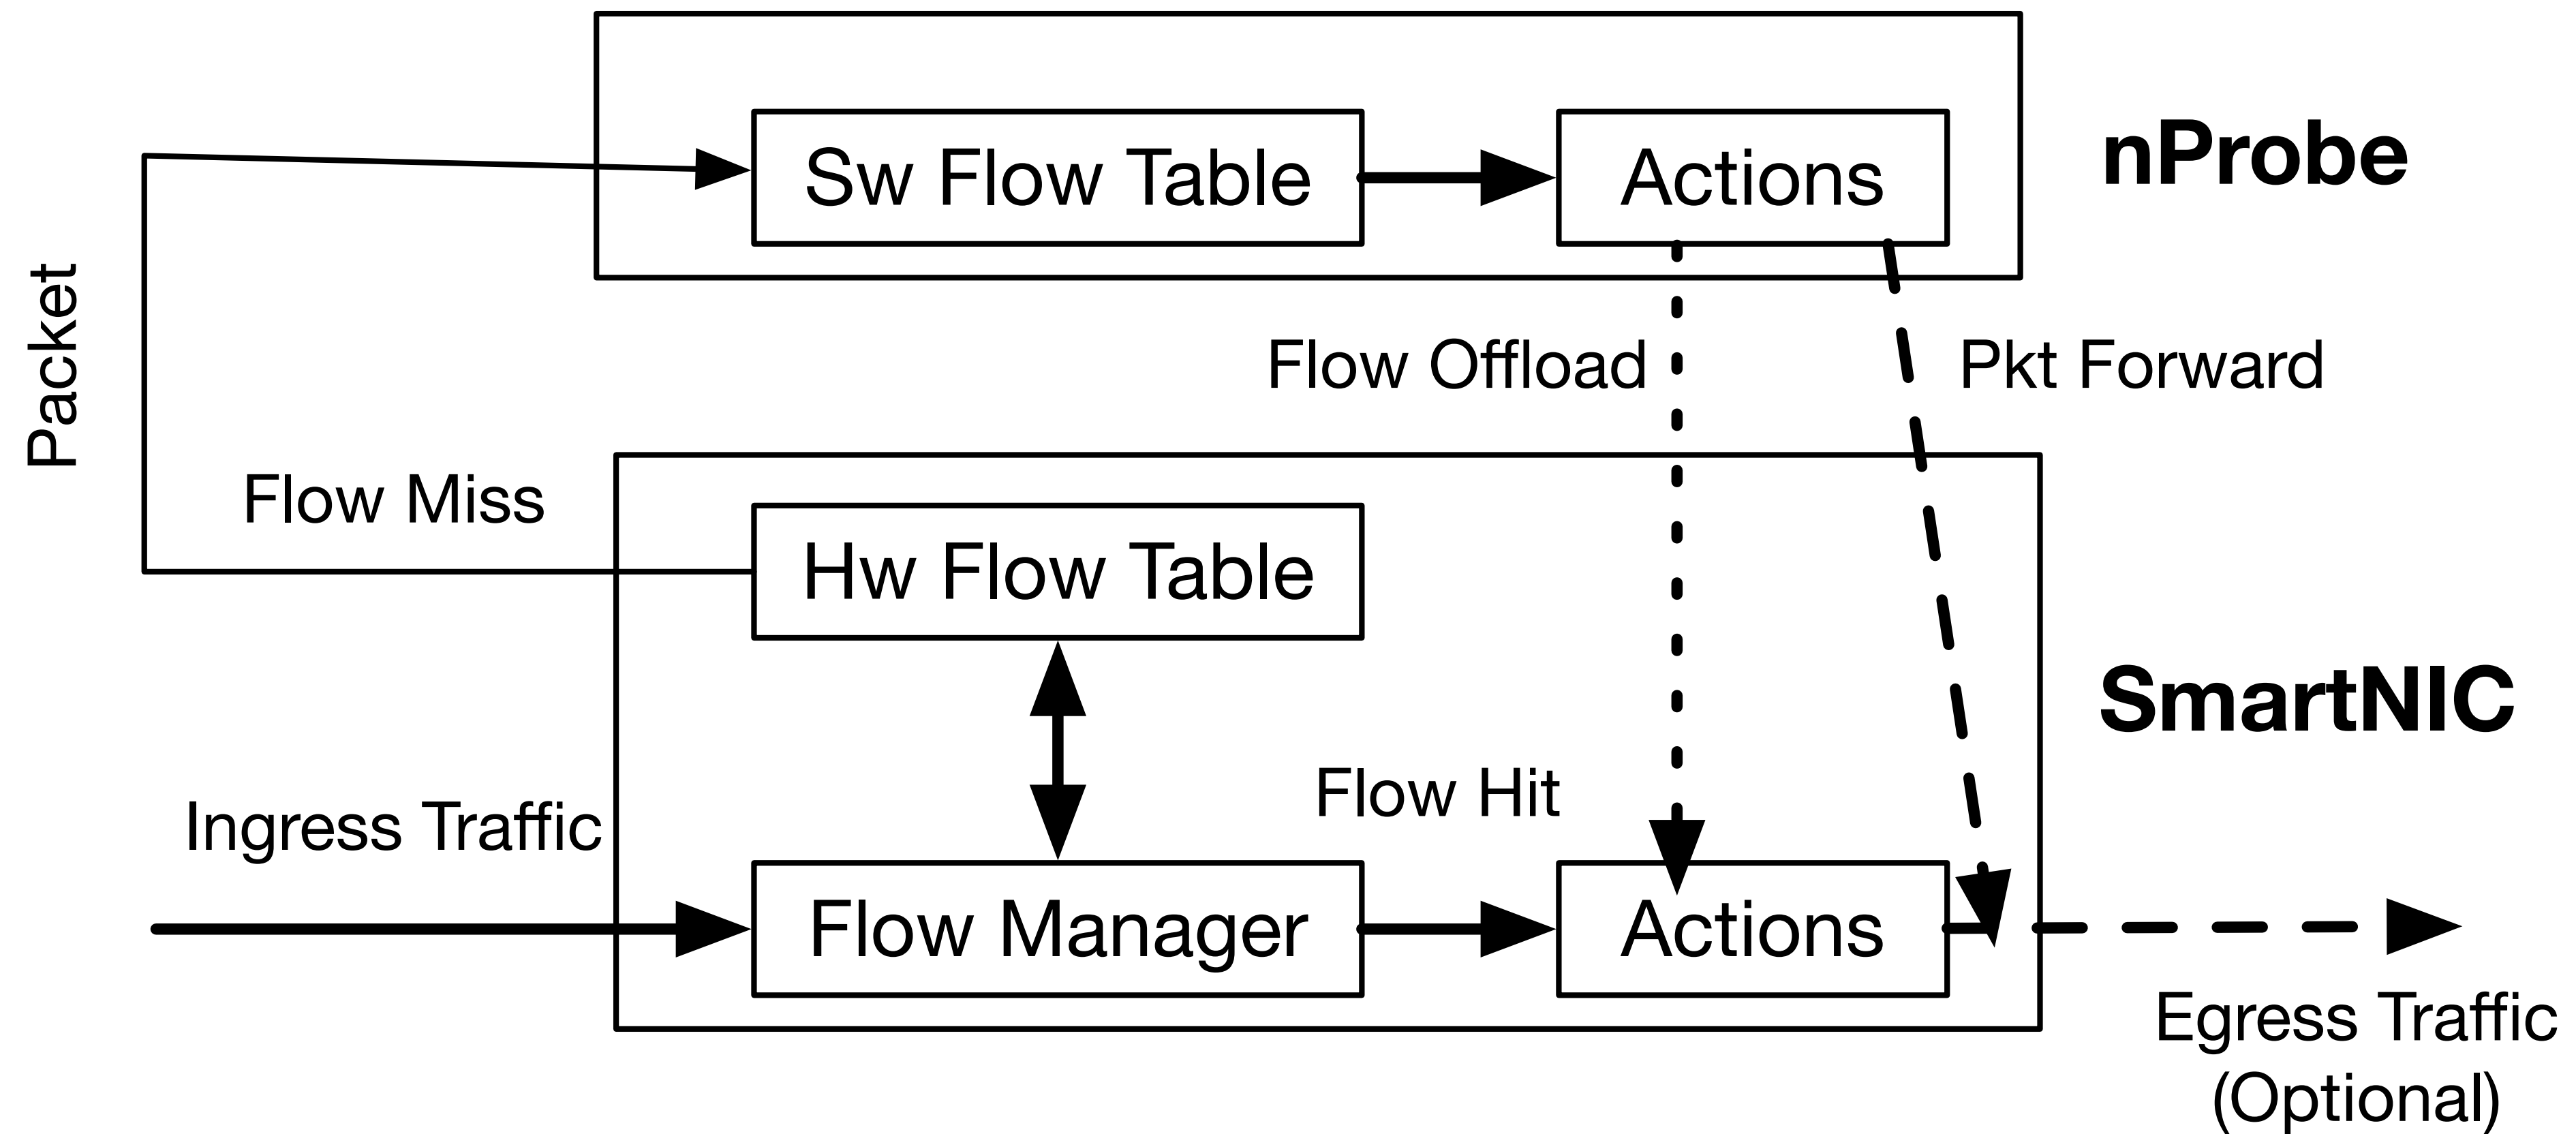 Sw Flow Table
Actions
nProbe
Packet
Flow Offload
Pkt Forward
Flow Miss
Hw Flow Table
SmartNIC
Ingress Traffic
Flow Hit
Flow Manager
Actions
Egress Traffic
(Optional)